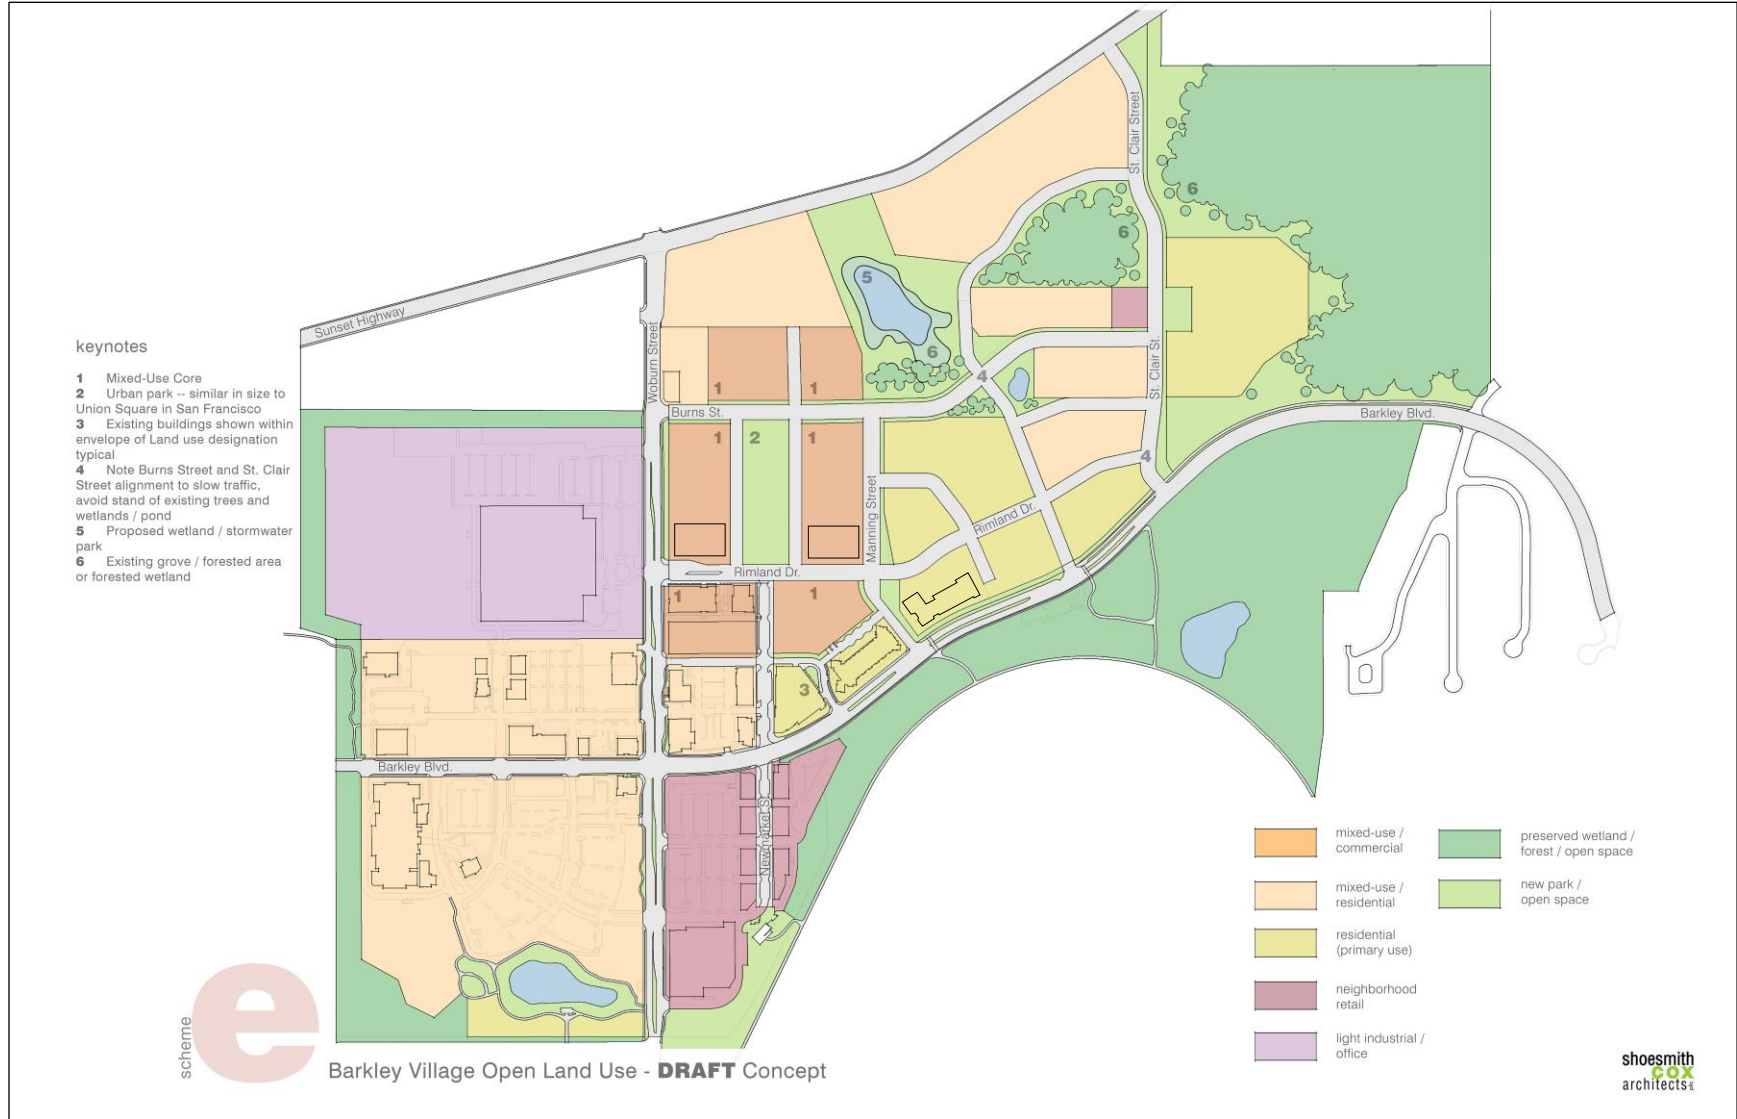 Sunset Highway
Woburn Street
St. Clair Street
St. Clair St.
6
6
5
6
4
1
1
Burns St.
1
2
1
Manning Street
4
Barkley Blvd.
Rimland Dr.
Rimland Dr.
1
1
3
Barkley Blvd.
Newmarket S
keynotes
1 Mixed-Use Core
2 Urban park -- similar in size to
Union Square in San Francisco
3 Existing buildings shown within
envelope of Land use designation
typical
4 Note Burns Street and St. Clair
Street alignment to slow traffic,
avoid stand of existing trees and
wetlands / pond
5 Proposed wetland / stormwater
park
6 Existing grove / forested area
or forested wetland
mixed-use /
commercial
mixed-use /
residential
residential
(primary use)
neighborhood
retail
light industrial /
office
preserved wetland /
forest / open space
new park /
open space
scheme
e
Barkley Village Open Land Use - DRAFT Concept
shoesmith
cox
architects